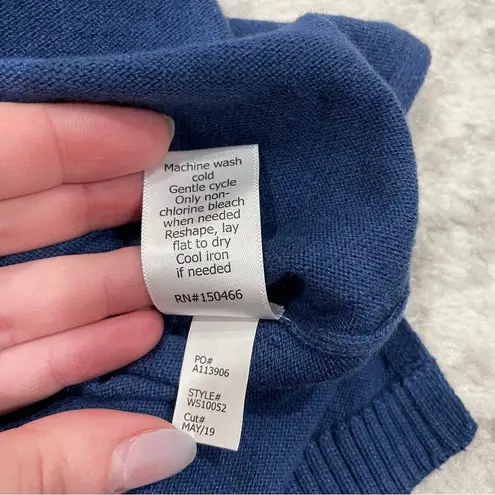 Machine wash
cold
Gentle cycle
Only non-
chlorine bleach
when needed
Reshape, lay
flat to dry
Cool iron
if needed
RN#150466
PO#
A113906
STYLE#
WS10052
Cut#
MAY/19